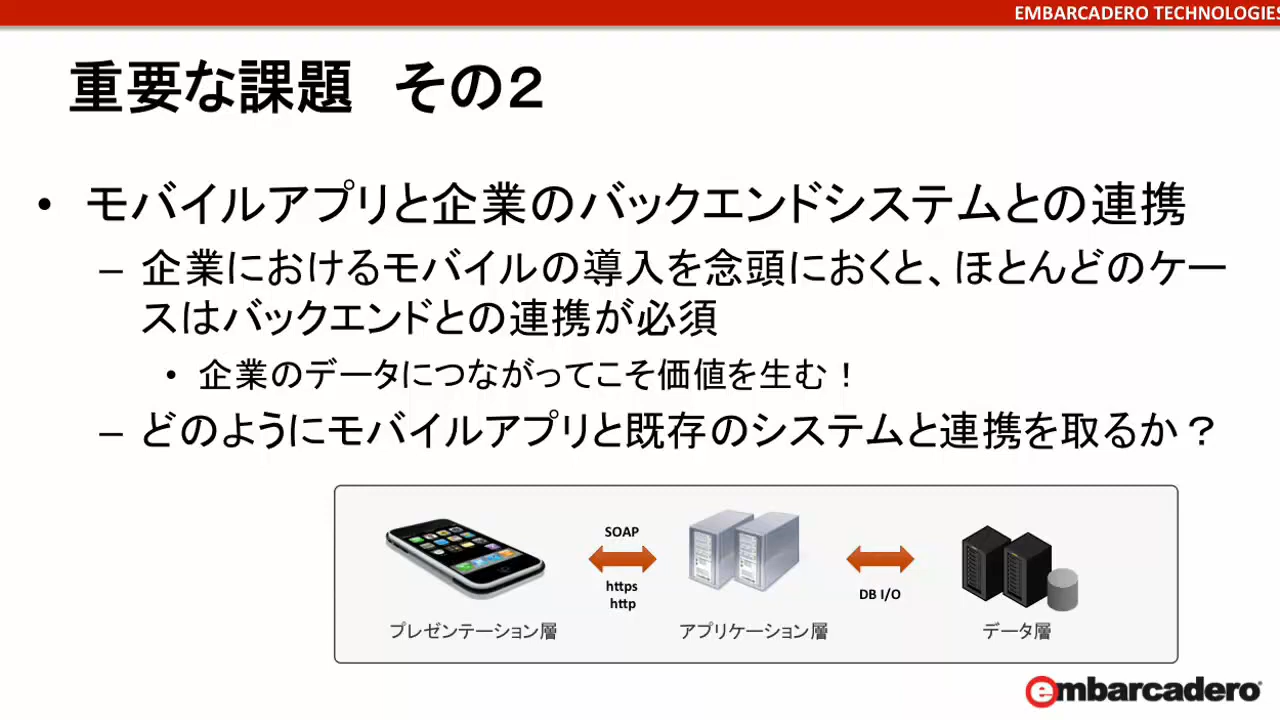 EMBARCADERO TECHNOLOGIES
重要な課題　その２
• モバイルアプリと企業のバックエンドシステムとの連携
– 企業におけるモバイルの導入を念頭におくと、ほとんどのケー
スはバックエンドとの連携が必須
• 企業のデータにつながってこそ価値を生む！
– どのようにモバイルアプリと既存のシステムと連携を取るか？
SOAP
https
http
DB I/O
プレゼンテーション層
アプリケーション層
データ層
embarcadero